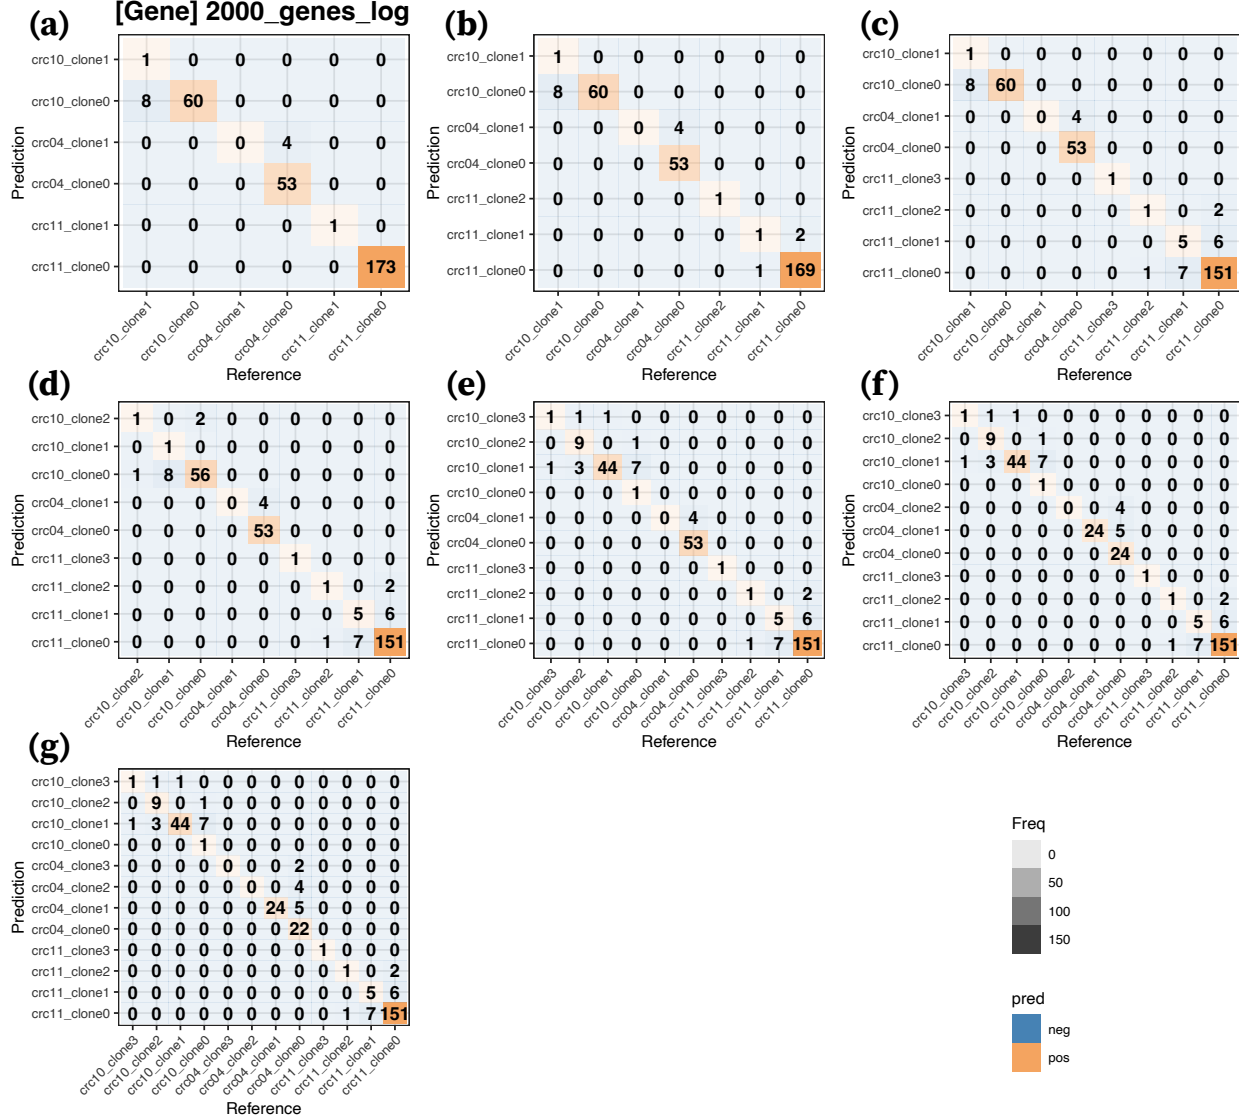 (a) [Gene] 2000_genes_log
crc10_clone1 1 0 0 0 0 0
crc10_clone0 8 60 0 0 0 0
crc04_clone1 0 0 0 4 0 0
crc04_clone0 0 0 0 53 0 0
crc11_clone1 0 0 0 0 1 0
crc11_clone0 0 0 0 0 0 173
Prediction
crc10_clone1 crc10_clone0 crc04_clone1 crc04_clone0 crc11_clone1 crc11_clone0
Reference
(b)
crc10_clone1 1 0 0 0 0 0 0
crc10_clone0 8 60 0 0 0 0 0
crc04_clone1 0 0 0 4 0 0 0
crc04_clone0 0 0 0 53 0 0 0
crc11_clone2 0 0 0 0 1 0 0
crc11_clone1 0 0 0 0 0 1 2
crc11_clone0 0 0 0 0 0 1 169
Prediction
crc10_clone1 crc10_clone0 crc04_clone1 crc04_clone0 crc11_clone2 crc11_clone1 crc11_clone0
Reference
(c)
crc10_clone1 1 0 0 0 0 0 0 0
crc10_clone0 8 60 0 0 0 0 0 0
crc04_clone1 0 0 0 4 0 0 0 0
crc04_clone0 0 0 0 53 0 0 0 0
crc11_clone3 0 0 0 0 1 0 0 0
crc11_clone2 0 0 0 0 0 1 0 2
crc11_clone1 0 0 0 0 0 0 5 6
crc11_clone0 0 0 0 0 0 1 7 151
Prediction
crc10_clone1 crc10_clone0 crc04_clone1 crc04_clone0 crc11_clone3 crc11_clone2 crc11_clone1 crc11_clone0
Reference
(d)
crc10_clone2 1 0 2 0 0 0 0 0 0
crc10_clone1 0 1 0 0 0 0 0 0 0
crc10_clone0 1 8 56 0 0 0 0 0 0
crc04_clone1 0 0 0 0 4 0 0 0 0
crc04_clone0 0 0 0 0 53 0 0 0 0
crc11_clone3 0 0 0 0 0 1 0 0 0
crc11_clone2 0 0 0 0 0 0 1 0 2
crc11_clone1 0 0 0 0 0 0 0 5 6
crc11_clone0 0 0 0 0 0 0 1 7 151
Prediction
crc10_clone2 crc10_clone1 crc10_clone0 crc04_clone1 crc04_clone0 crc11_clone3 crc11_clone2 crc11_clone1 crc11_clone0
Reference
(e)
crc10_clone3 1 1 1 0 0 0 0 0 0 0
crc10_clone2 0 9 0 1 0 0 0 0 0 0
crc10_clone1 1 3 44 7 0 0 0 0 0 0
crc10_clone0 0 0 0 1 0 0 0 0 0 0
crc04_clone1 0 0 0 0 0 4 0 0 0 0
crc04_clone0 0 0 0 0 0 53 0 0 0 0
crc11_clone3 0 0 0 0 0 0 1 0 0 0
crc11_clone2 0 0 0 0 0 0 0 1 0 2
crc11_clone1 0 0 0 0 0 0 0 0 5 6
crc11_clone0 0 0 0 0 0 0 0 1 7 151
Prediction
crc10_clone3 crc10_clone2 crc10_clone1 crc10_clone0 crc04_clone1 crc04_clone0 crc11_clone3 crc11_clone2 crc11_clone1 crc11_clone0
Reference
(f)
crc10_clone3 1 1 1 0 0 0 0 0 0 0 0
crc10_clone2 0 9 0 1 0 0 0 0 0 0 0
crc10_clone1 1 3 44 7 0 0 0 0 0 0 0
crc10_clone0 0 0 0 1 0 0 0 0 0 0 0
crc04_clone2 0 0 0 0 0 0 4 0 0 0 0
crc04_clone1 0 0 0 0 0 24 5 0 0 0 0
crc04_clone0 0 0 0 0 0 0 24 0 0 0 0
crc11_clone3 0 0 0 0 0 0 0 1 0 0 0
crc11_clone2 0 0 0 0 0 0 0 0 1 0 2
crc11_clone1 0 0 0 0 0 0 0 0 0 5 6
crc11_clone0 0 0 0 0 0 0 0 0 1 7 151
Prediction
crc10_clone3 crc10_clone2 crc10_clone1 crc10_clone0 crc04_clone2 crc04_clone1 crc04_clone0 crc11_clone3 crc11_clone2 crc11_clone1 crc11_clone0
Reference
(g)
crc10_clone3 1 1 1 0 0 0 0 0 0 0 0 0
crc10_clone2 0 9 0 1 0 0 0 0 0 0 0 0
crc10_clone1 1 3 44 7 0 0 0 0 0 0 0 0
crc10_clone0 0 0 0 1 0 0 0 0 0 0 0 0
crc04_clone3 0 0 0 0 0 0 0 2 0 0 0 0
crc04_clone2 0 0 0 0 0 0 0 4 0 0 0 0
crc04_clone1 0 0 0 0 0 0 24 5 0 0 0 0
crc04_clone0 0 0 0 0 0 0 0 22 0 0 0 0
crc11_clone3 0 0 0 0 0 0 0 0 1 0 0 0
crc11_clone2 0 0 0 0 0 0 0 0 0 1 0 2
crc11_clone1 0 0 0 0 0 0 0 0 0 0 5 6
crc11_clone0 0 0 0 0 0 0 0 0 0 1 7 151
Prediction
crc10_clone3 crc10_clone2 crc10_clone1 crc10_clone0 crc04_clone3 crc04_clone2 crc04_clone1 crc04_clone0 crc11_clone3 crc11_clone2 crc11_clone1 crc11_clone0
Reference
Freq
0
50
100
150
pred
neg
pos